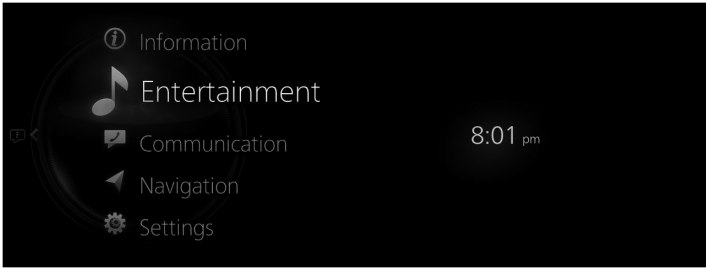 Information
Entertainment
Communication
Navigation
Settings
8:01 pm